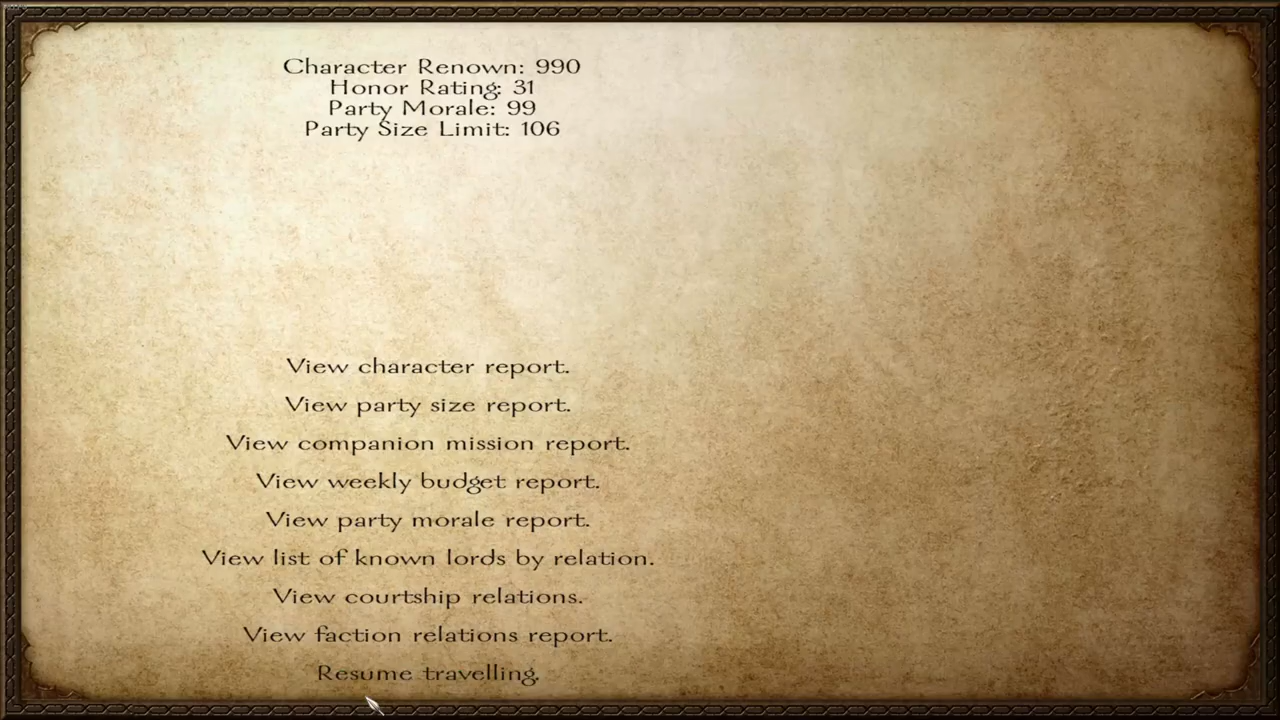 Character Renown: 990
Honor Rating: 31
Party Morale: 99
Party Size Limit: 106
View character report.
View party size report.
View companion mission report.
View weekly budget report.
View party morale report.
View list of known lords by relation.
View courtship relations.
View faction relations report.
Resume travelling.